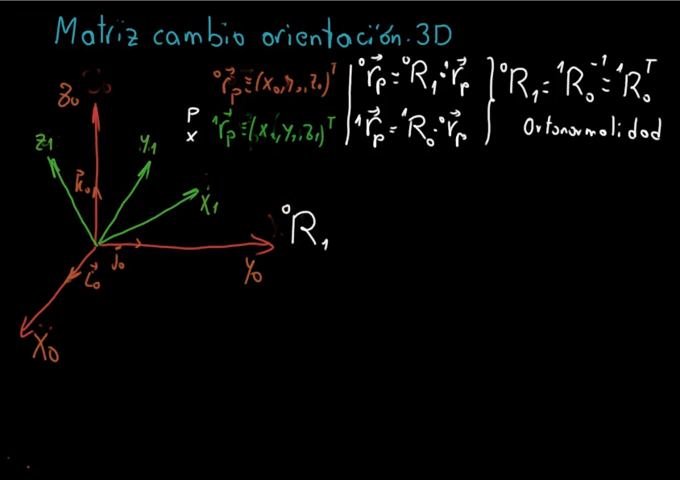 Matriz cambio orientación. 3D
⁰r⃗ₚ ≡ (x₀, y₀, z₀)ᵀ
⁰r⃗ₚ = ⁰R₁ · ¹r⃗ₚ
⁰R₁ = ¹R₀⁻¹ = ¹R₀ᵀ
P
x
¹r⃗ₚ ≡ (x₁, y₁, z₁)ᵀ
¹r⃗ₚ = ¹R₀ · ⁰r⃗ₚ
Ortonormalidad
z₀
z₁
y₁
k⃗₀
x₁
⁰R₁
j⃗₀
i⃗₀
y₀
x₀